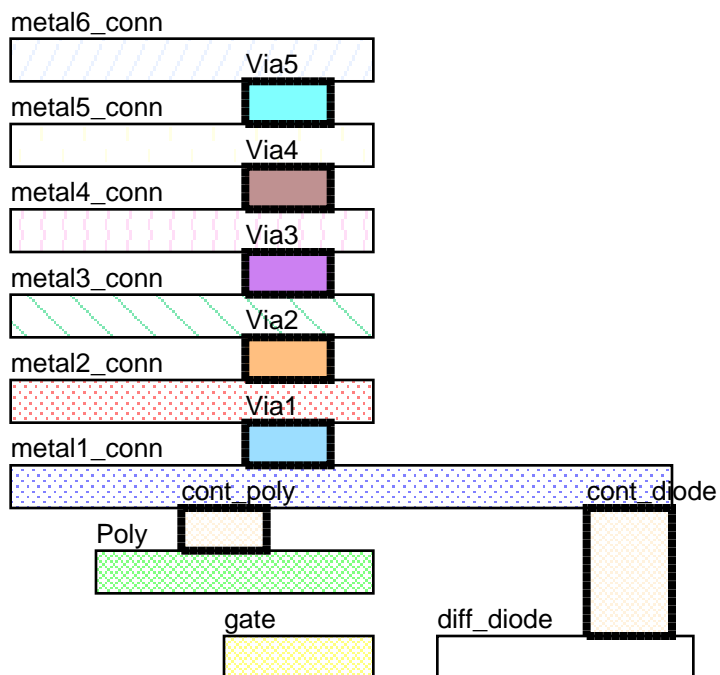 metal6_conn
Via5
metal5_conn
Via4
metal4_conn
Via3
metal3_conn
Via2
metal2_conn
Via1
metal1_conn
cont_poly cont_diode
Poly
gate diff_diode